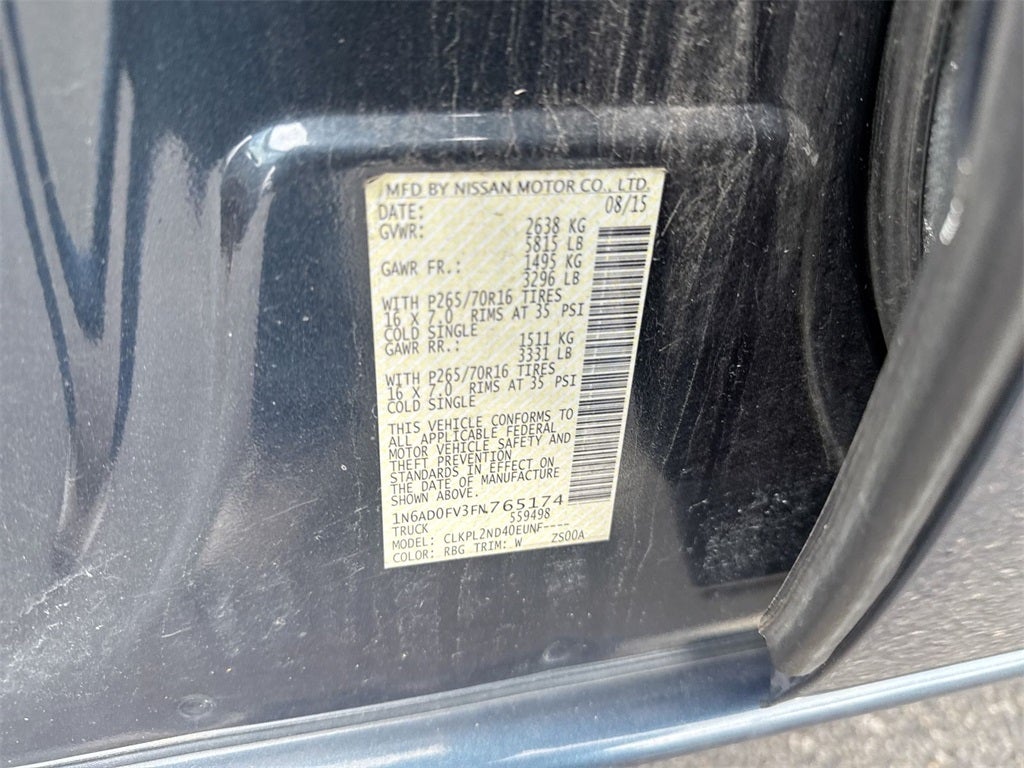 MFD BY NISSAN MOTOR CO., LTD.
DATE: 08/15
GVWR: 2638 KG
5815 LB
GAWR FR.: 1495 KG
3296 LB
WITH P265/70R16 TIRES
16 X 7.0 RIMS AT 35 PSI
COLD SINGLE
GAWR RR.: 1511 KG
3331 LB
WITH P265/70R16 TIRES
16 X 7.0 RIMS AT 35 PSI
COLD SINGLE
THIS VEHICLE CONFORMS TO
ALL APPLICABLE FEDERAL
MOTOR VEHICLE SAFETY AND
THEFT PREVENTION
STANDARDS IN EFFECT ON
THE DATE OF MANUFACTURE
SHOWN ABOVE.
1N6AD0FV3FN765174
TRUCK 559498
MODEL: CLKPL2ND40EUNF----
COLOR: RBG TRIM: W ZS00A